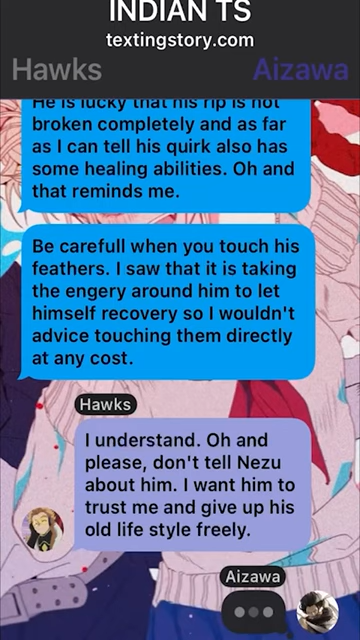 INDIAN TS
textingstory.com
Hawks Aizawa
He is lucky that his rip is not
broken completely and as far
as I can tell his quirk also has
some healing abilities. Oh and
that reminds me.
Be carefull when you touch his
feathers. I saw that it is taking
the engery around him to let
himself recovery so I wouldn't
advice touching them directly
at any cost.
Hawks
I understand. Oh and
please, don't tell Nezu
about him. I want him to
trust me and give up his
old life style freely.
Aizawa